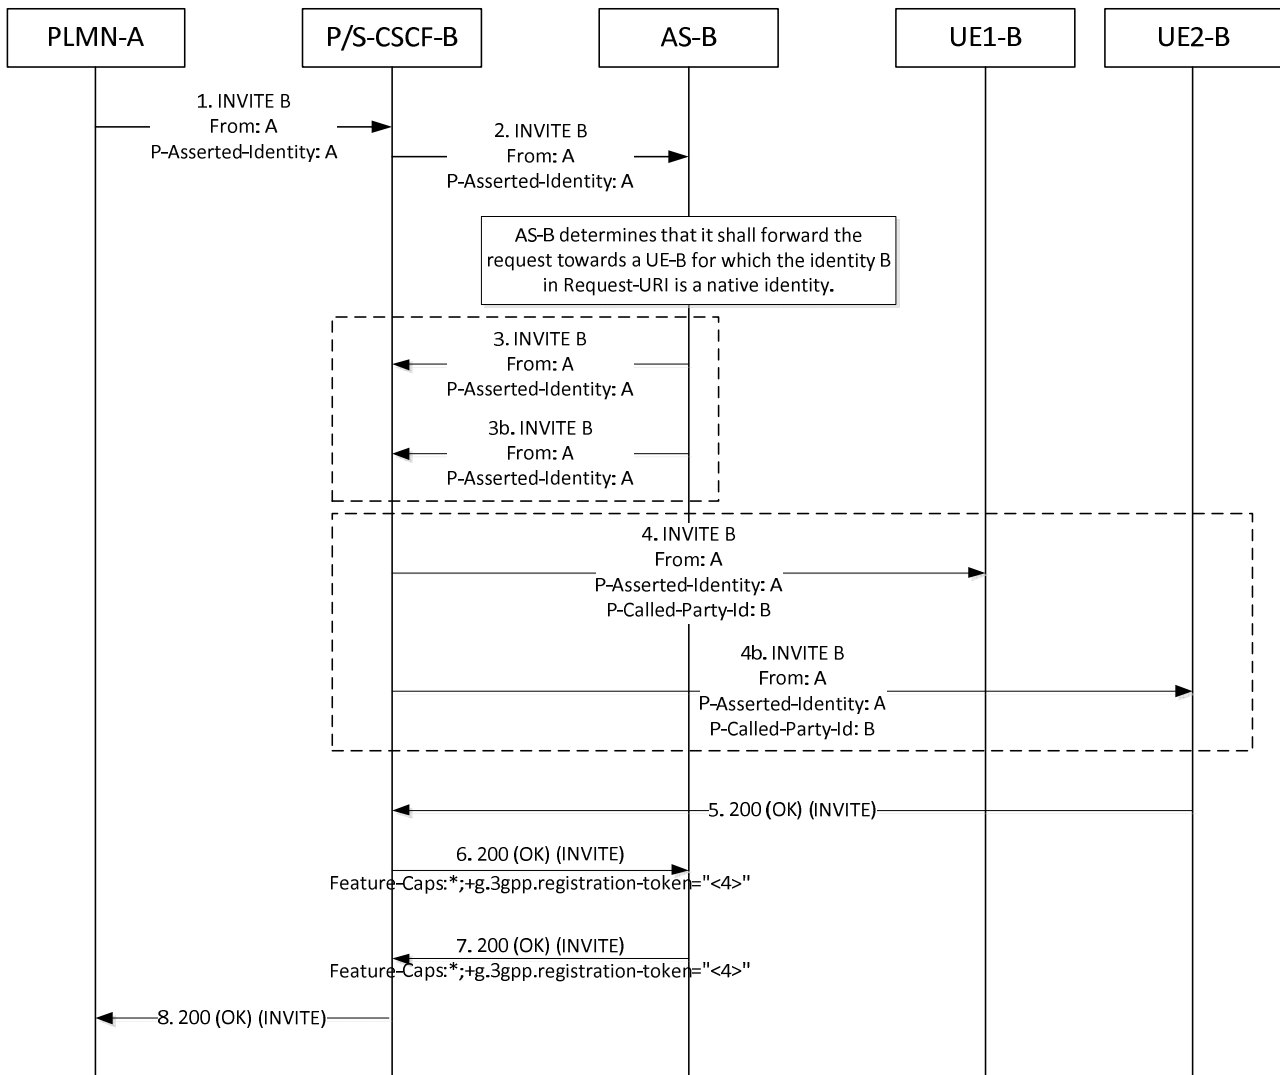 PLMN-A
P/S-CSCF-B
AS-B
UE1-B
UE2-B
1. INVITE B
From: A
P-Asserted-Identity: A
2. INVITE B
From: A
P-Asserted-Identity: A
AS-B determines that it shall forward the
request towards a UE-B for which the identity B
in Request-URI is a native identity.
3. INVITE B
From: A
P-Asserted-Identity: A
3b. INVITE B
From: A
P-Asserted-Identity: A
4. INVITE B
From: A
P-Asserted-Identity: A
P-Called-Party-Id: B
4b. INVITE B
From: A
P-Asserted-Identity: A
P-Called-Party-Id: B
5. 200 (OK) (INVITE)
6. 200 (OK) (INVITE)
Feature-Caps:*;+g.3gpp.registration-token="<4>"
7. 200 (OK) (INVITE)
Feature-Caps:*;+g.3gpp.registration-token="<4>"
8. 200 (OK) (INVITE)